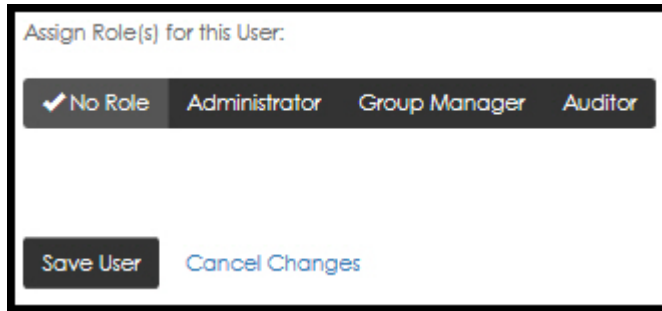 Assign Role(s) for this User:
No Role Administrator Group Manager Auditor
Save User Cancel Changes